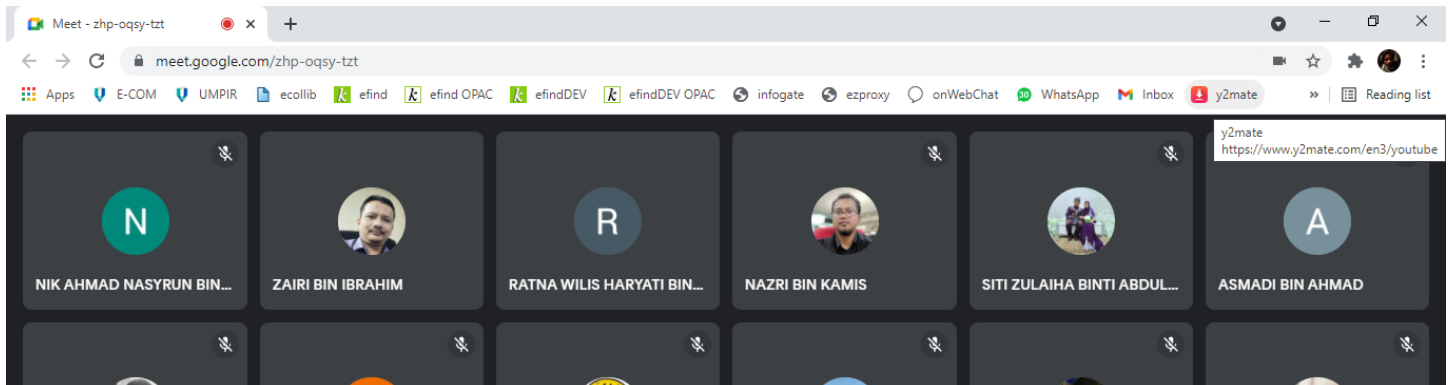 Meet - zhp-oqsy-tzt
meet.google.com/zhp-oqsy-tzt
Apps E-COM UMPIR ecollib efind efind OPAC efindDEV efindDEV OPAC infogate ezproxy onWebChat 30 WhatsApp Inbox y2mate » Reading list
y2mate
https://www.y2mate.com/en3/youtube
N R A
NIK AHMAD NASYRUN BIN... ZAIRI BIN IBRAHIM RATNA WILIS HARYATI BIN... NAZRI BIN KAMIS SITI ZULAIHA BINTI ABDUL... ASMADI BIN AHMAD